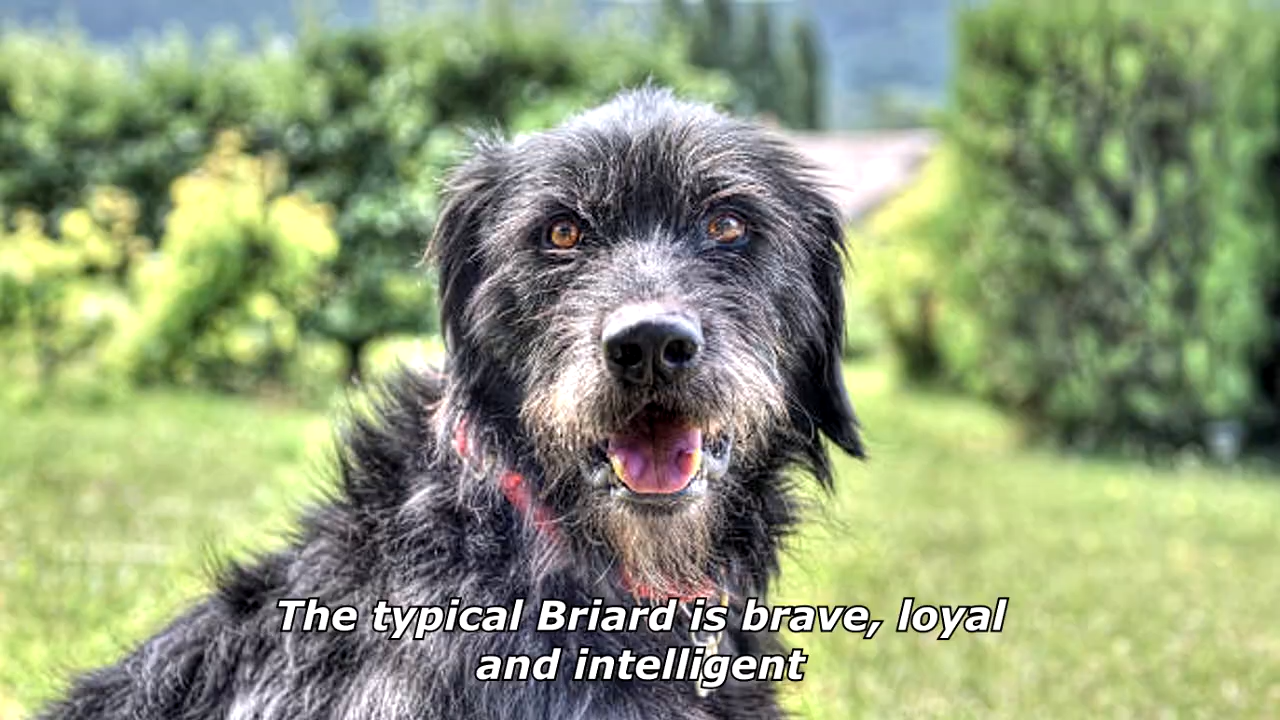 The typical Briard is brave, loyal
and intelligent